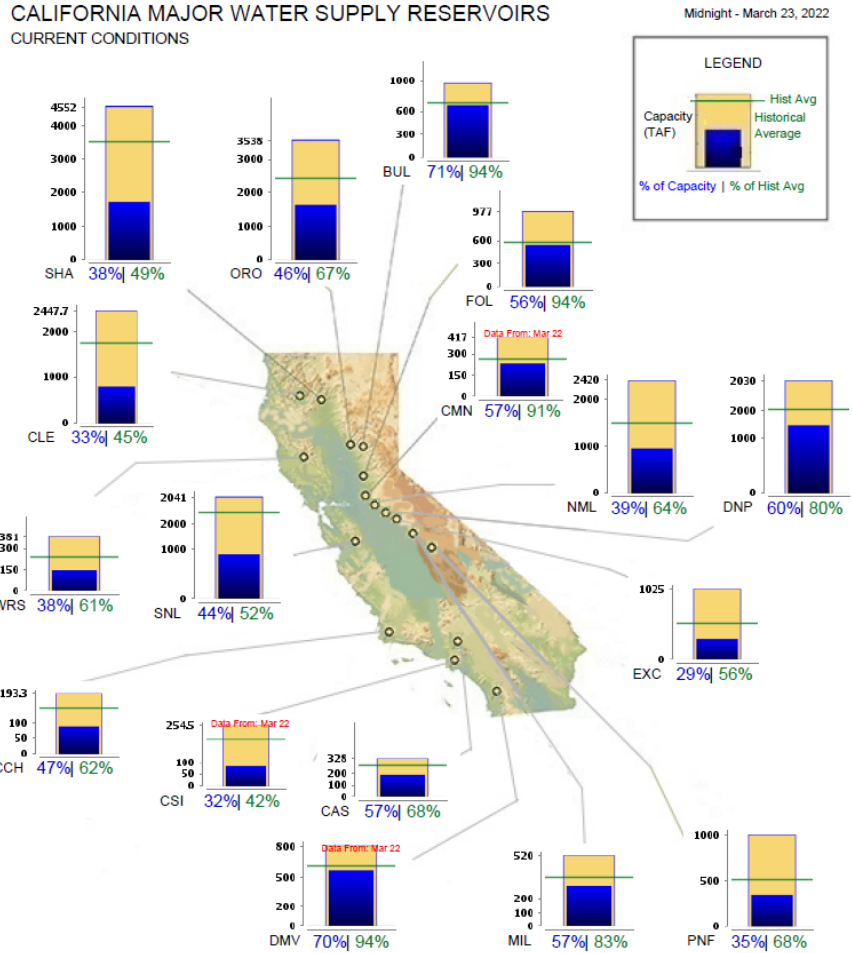 CALIFORNIA MAJOR WATER SUPPLY RESERVOIRS
Midnight - March 23, 2022
CURRENT CONDITIONS
LEGEND
Capacity
(TAF)
Hist Avg
Historical
Average
% of Capacity | % of Hist Avg
4552
4000
3000
2000
1000
0
SHA 38%| 49%
3538
3000
2000
1000
0
ORO 46%| 67%
1000
600
300
0
BUL 71%| 94%
977
600
300
0
FOL 56%| 94%
2447.7
2000
1000
0
CLE 33%| 45%
Data From: Mar 22
417
300
150
0
CMN 57%| 91%
2420
2000
1000
0
NML 39%| 64%
2030
2000
1000
0
DNP 60%| 80%
381
300
150
0
WRS 38%| 61%
2041
2000
1000
0
SNL 44%| 52%
1025
0
EXC 29%| 56%
193.3
100
50
0
CCH 47%| 62%
Data From: Mar 22
254.5
100
50
0
CSI 32%| 42%
328
200
100
0
CAS 57%| 68%
Data From: Mar 22
800
500
200
0
DMV 70%| 94%
520
200
100
0
MIL 57%| 83%
1000
500
0
PNF 35%| 68%